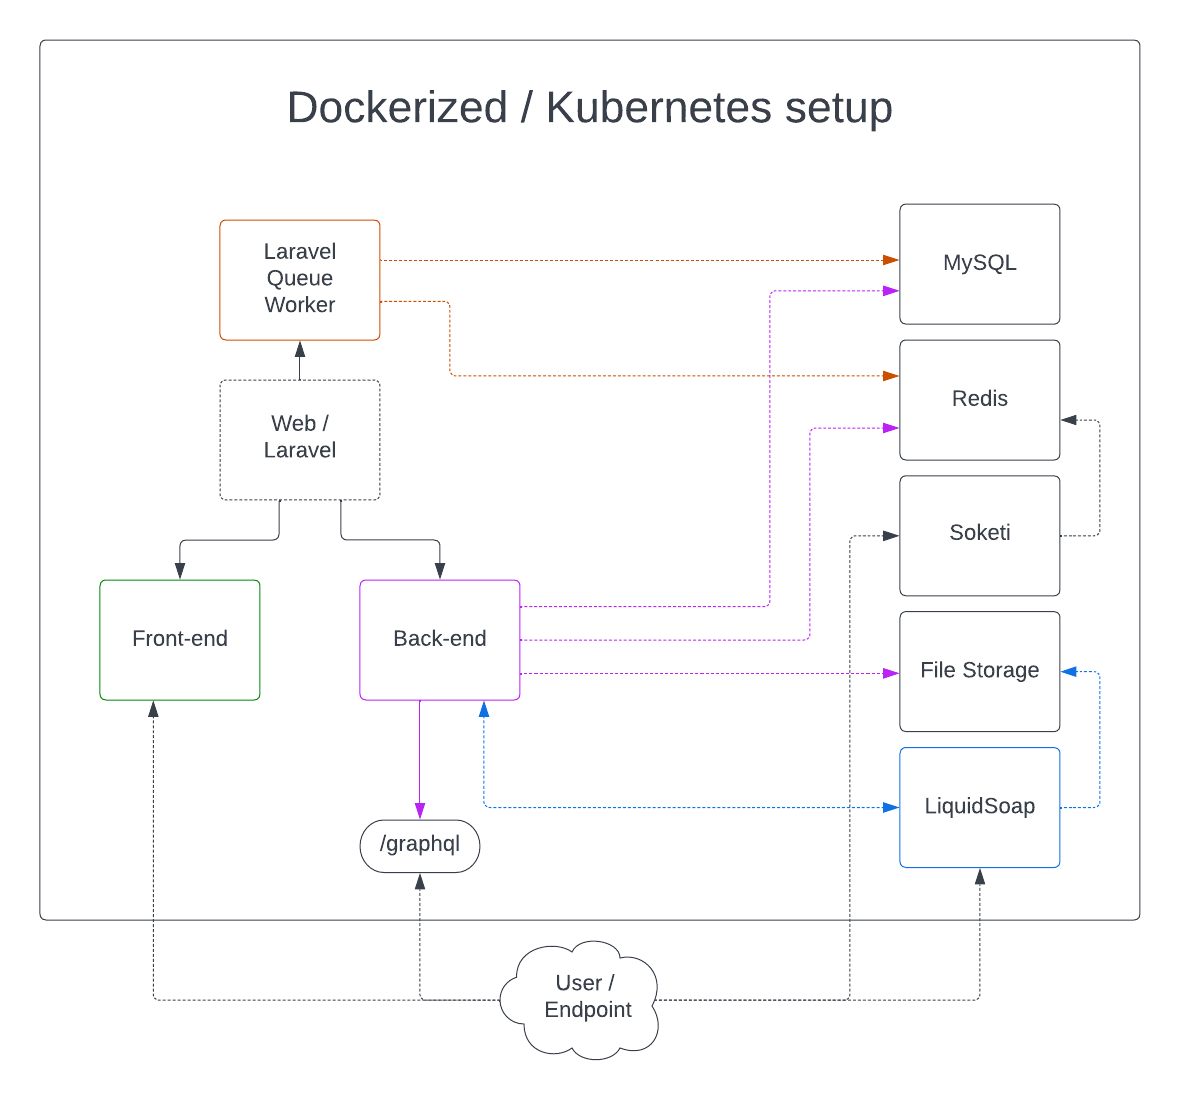 Dockerized / Kubernetes setup
Laravel
Queue
Worker
MySQL
Web /
Laravel
Redis
Soketi
Front-end
Back-end
File Storage
LiquidSoap
/graphql
User /
Endpoint